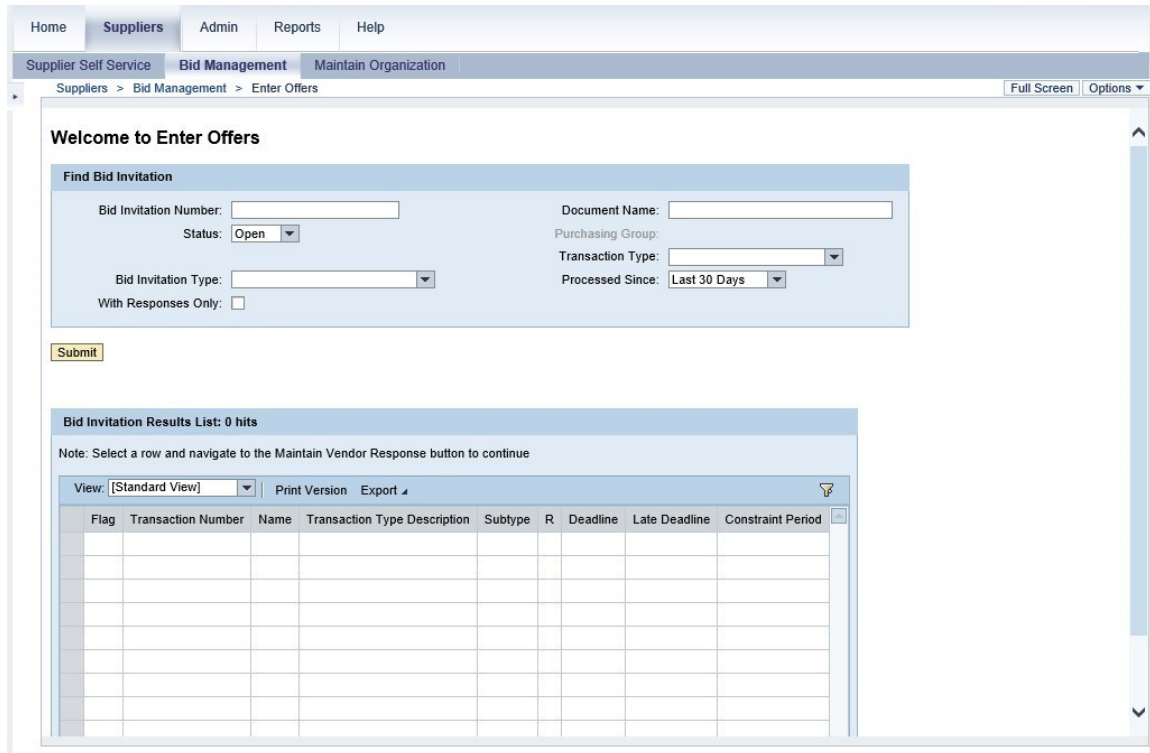 Home Suppliers Admin Reports Help
Supplier Self Service Bid Management Maintain Organization
Suppliers > Bid Management > Enter Offers Full Screen Options
Welcome to Enter Offers
Find Bid Invitation
Bid Invitation Number: Document Name:
Status: Open Purchasing Group:
Transaction Type:
Bid Invitation Type: Processed Since: Last 30 Days
With Responses Only:
Submit
Bid Invitation Results List: 0 hits
Note: Select a row and navigate to the Maintain Vendor Response button to continue
View: [Standard View] Print Version Export
Flag Transaction Number Name Transaction Type Description Subtype R Deadline Late Deadline Constraint Period